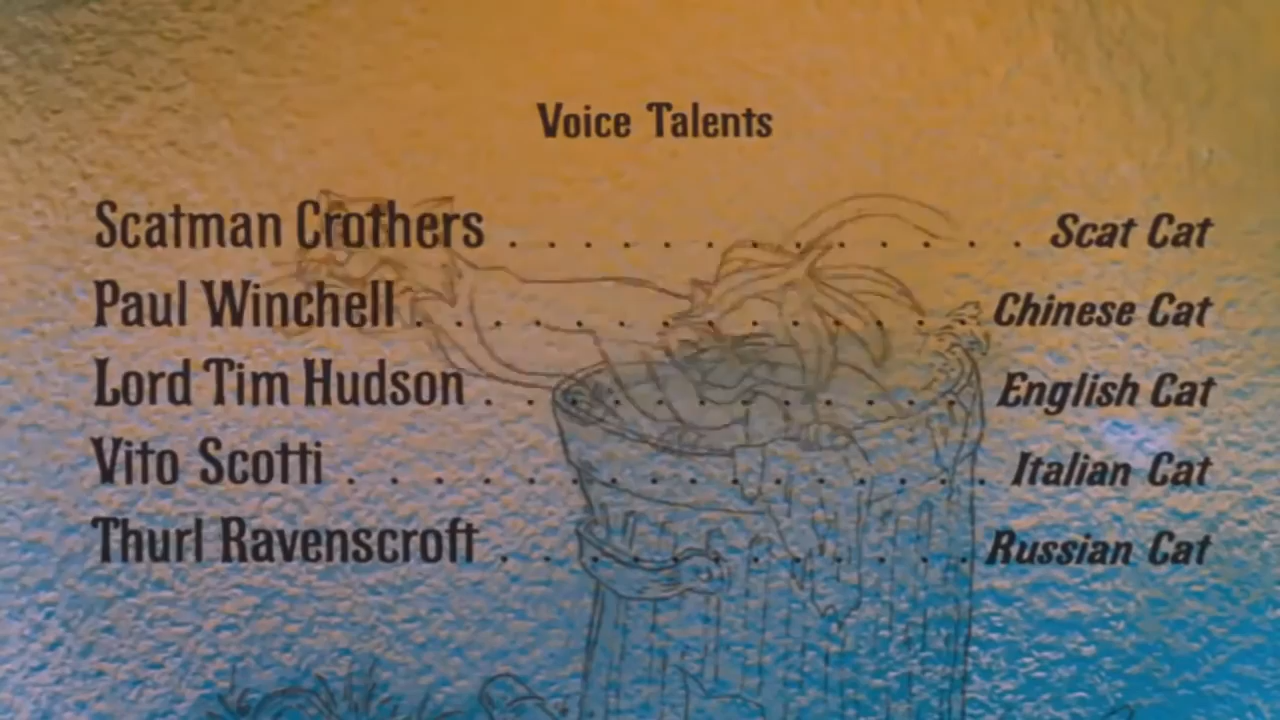 Voice Talents
Scatman Crothers . . . . . . . . . . . . . . Scat Cat
Paul Winchell . . . . . . . . . . . . . . Chinese Cat
Lord Tim Hudson . . . . . . . . . . . . English Cat
Vito Scotti . . . . . . . . . . . . . . . Italian Cat
Thurl Ravenscroft . . . . . . . . . . . Russian Cat